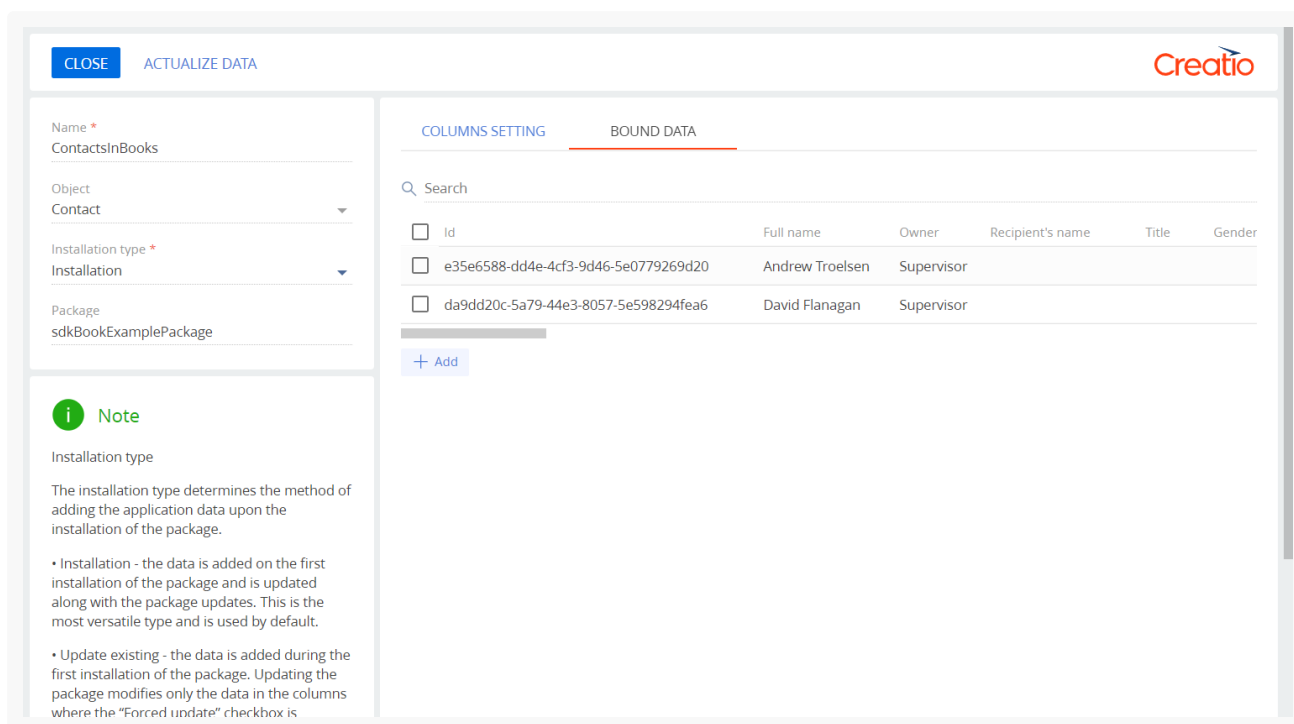 CLOSE ACTUALIZE DATA Creatio
Name *
ContactsInBooks
Object
Contact
Installation type *
Installation
Package
sdkBookExamplePackage
i Note
Installation type
The installation type determines the method of
adding the application data upon the
installation of the package.
• Installation - the data is added on the first
installation of the package and is updated
along with the package updates. This is the
most versatile type and is used by default.
• Update existing - the data is added during the
first installation of the package. Updating the
package modifies only the data in the columns
where the “Forced update” checkbox is
COLUMNS SETTING BOUND DATA
Search
Id Full name Owner Recipient's name Title Gender
e35e6588-dd4e-4cf3-9d46-5e0779269d20 Andrew Troelsen Supervisor
da9dd20c-5a79-44e3-8057-5e598294fea6 David Flanagan Supervisor
+ Add